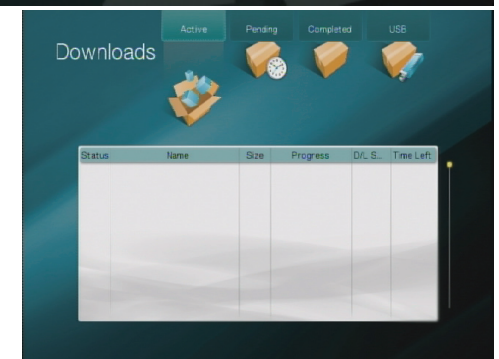 Active Pending Completed USB
Downloads
Status Name Size Progress D/L S... Time Left